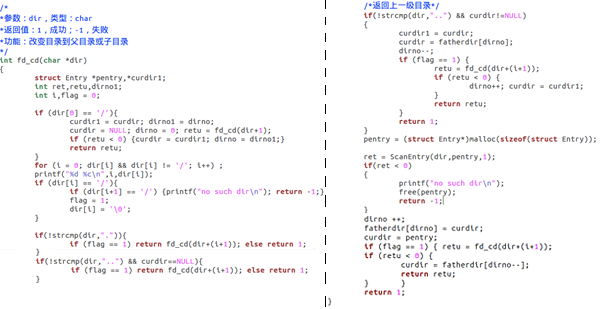 /*
*参数：dir，类型：char
*返回值：1，成功；-1，失败
*功能：改变目录到父目录或子目录
*/
int fd_cd(char *dir)
{
struct Entry *pentry,*curdir1;
int ret,retu,dirno1;
int i,flag = 0;
if (dir[0] == '/'){
curdir1 = curdir; dirno1 = dirno;
curdir = NULL; dirno = 0; retu = fd_cd(dir+1);
if (retu < 0) {curdir = curdir1; dirno = dirno1;}
return retu;
}
for (i = 0; dir[i] && dir[i] != '/'; i++) ;
printf("%d %c\n",i,dir[i]);
if (dir[i] == '/'){
if (dir[i+1] == '/') {printf("no such dir\n"); return -1;}
flag = 1;
dir[i] = '\0';
}
if(!strcmp(dir,".")){
if (flag == 1) return fd_cd(dir+(i+1)); else return 1;
}
if(!strcmp(dir,"..") && curdir==NULL){
if (flag == 1) return fd_cd(dir+(i+1)); else return 1;
}
/*返回上一级目录*/
if(!strcmp(dir,"..") && curdir!=NULL)
{
curdir1 = curdir;
curdir = fatherdir[dirno];
dirno--;
if (flag == 1) {
retu = fd_cd(dir+(i+1));
if (retu < 0) {
dirno++; curdir = curdir1;
}
return retu;
}
return 1;
}
pentry = (struct Entry*)malloc(sizeof(struct Entry));
ret = ScanEntry(dir,pentry,1);
if(ret < 0)
{
printf("no such dir\n");
free(pentry);
return -1;
}
dirno ++;
fatherdir[dirno] = curdir;
curdir = pentry;
if (flag == 1) { retu = fd_cd(dir+(i+1));
if (retu < 0) {
curdir = fatherdir[dirno--];
return retu;
} }
return 1;
}